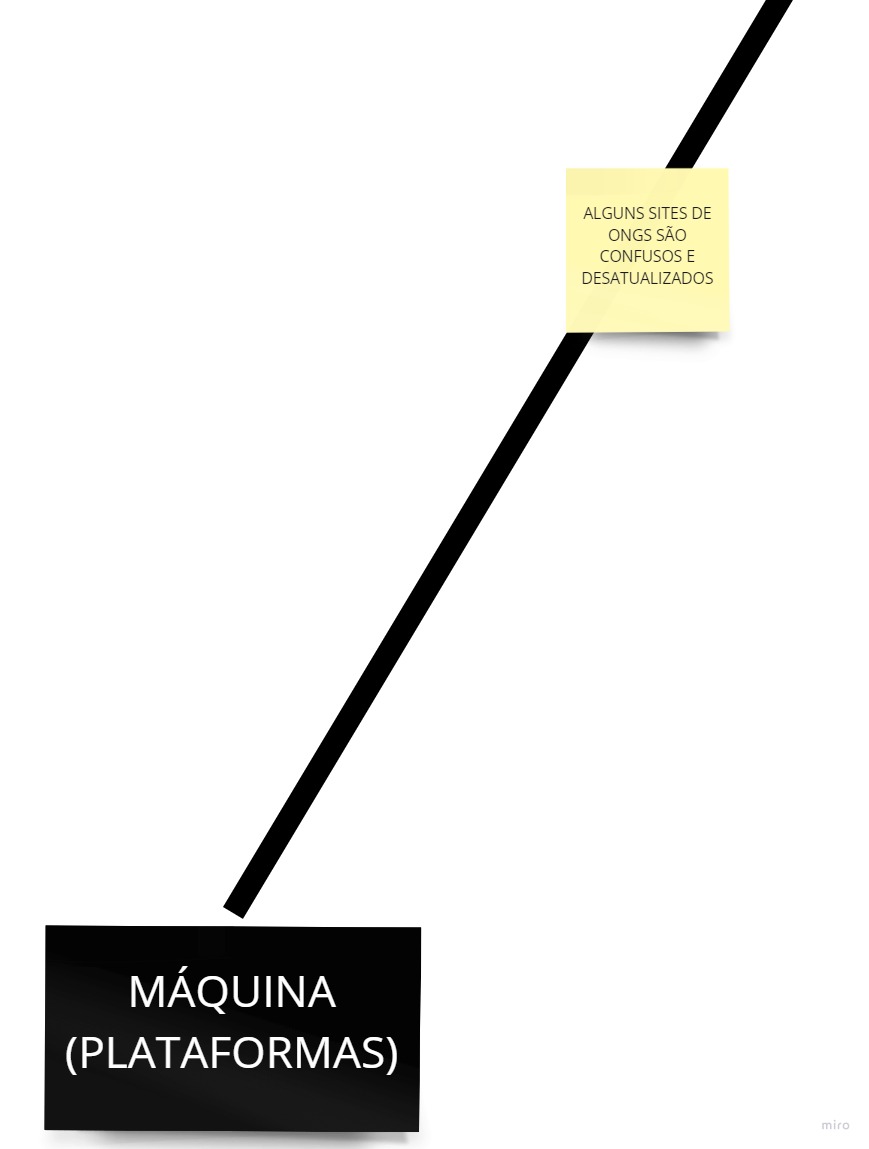 ALGUNS SITES DE
ONGS SÃO
CONFUSOS E
DESATUALIZADOS
MÁQUINA
(PLATAFORMAS)
miro